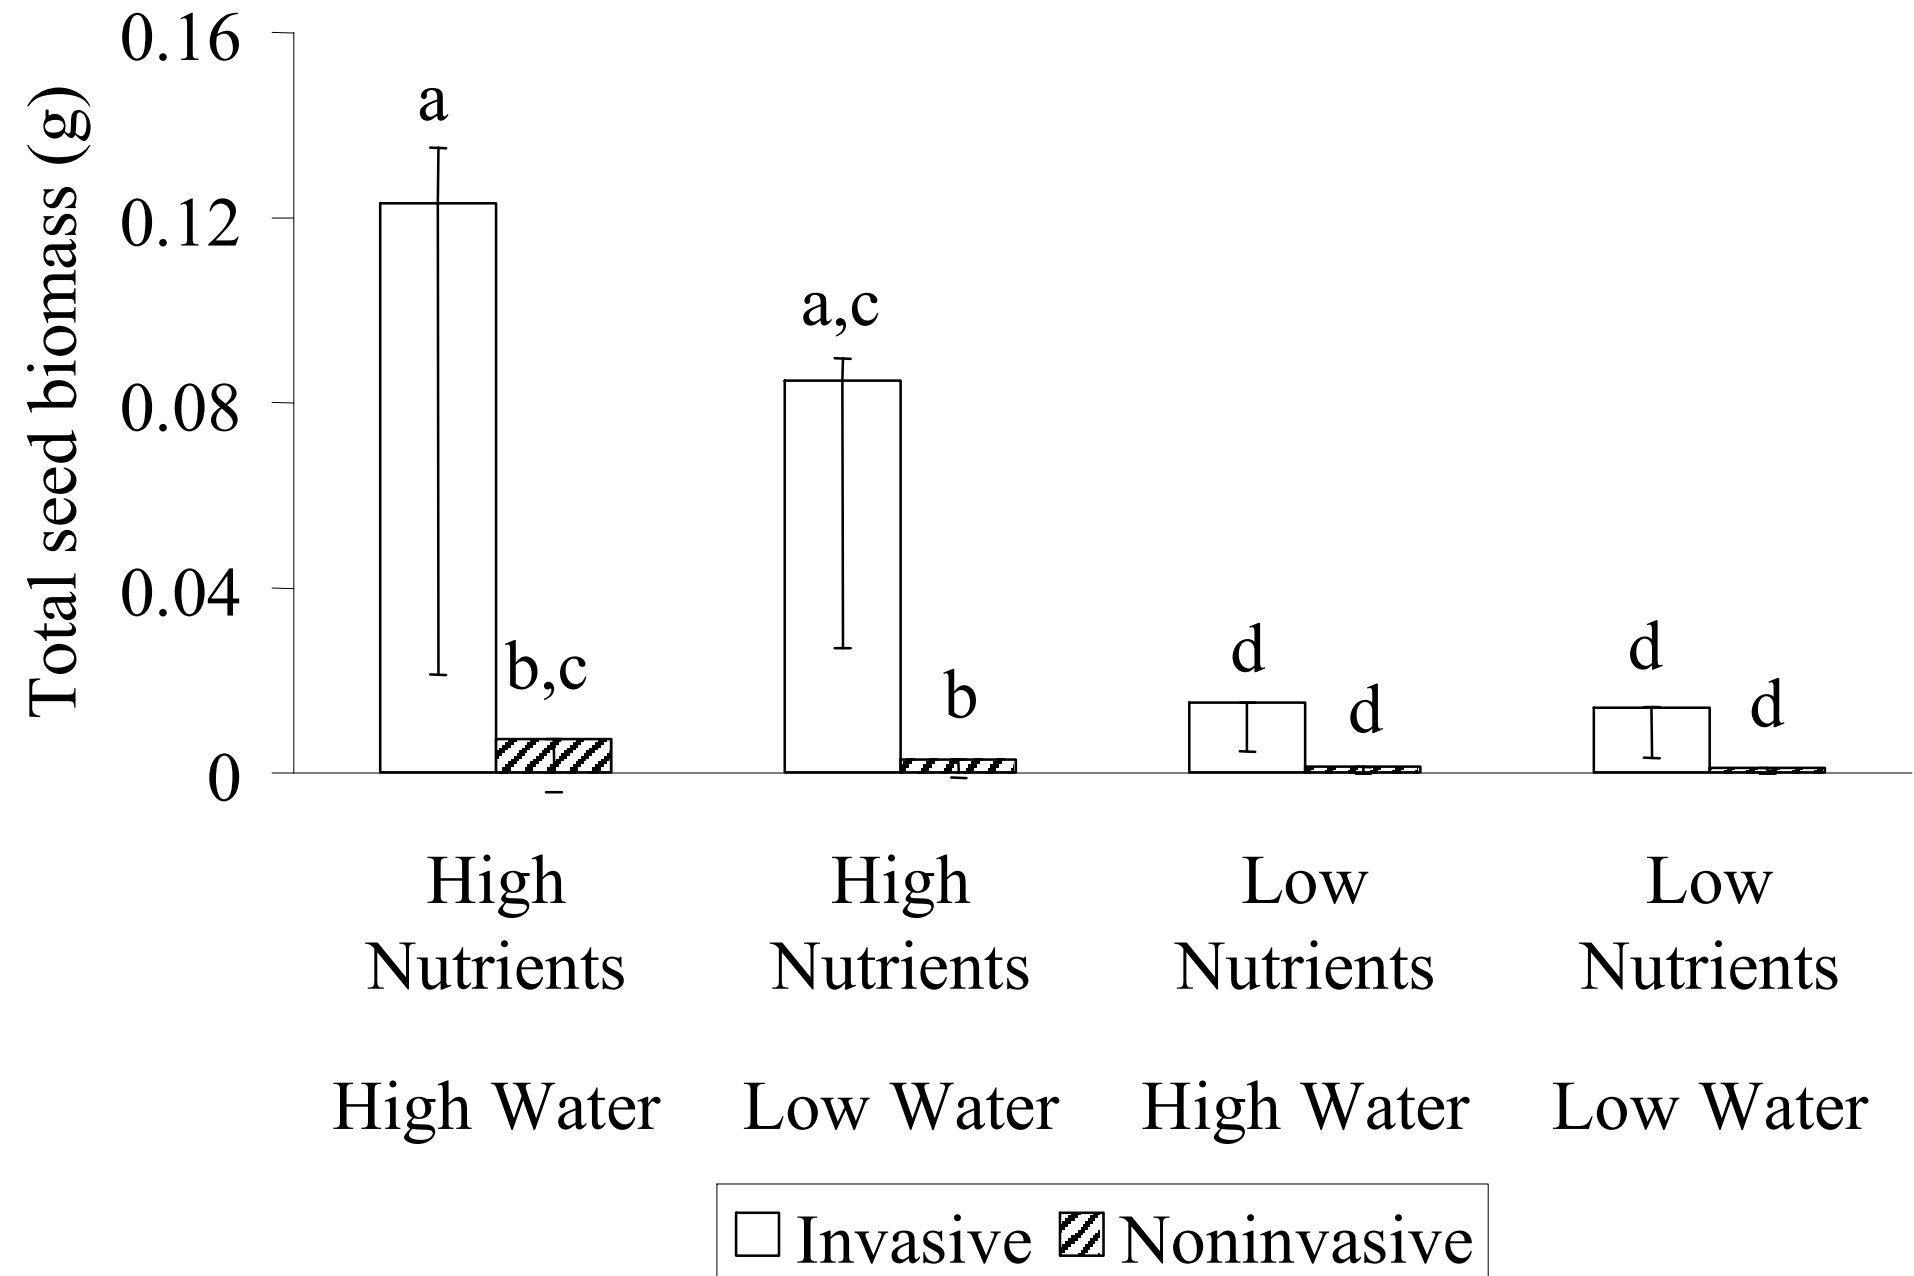 Total seed biomass (g)
0.16
0.12
0.08
0.04
0
a
b,c
a,c
b
d
d
d
d
High
Nutrients
High Water
High
Nutrients
Low Water
Low
Nutrients
High Water
Low
Nutrients
Low Water
Invasive
Noninvasive